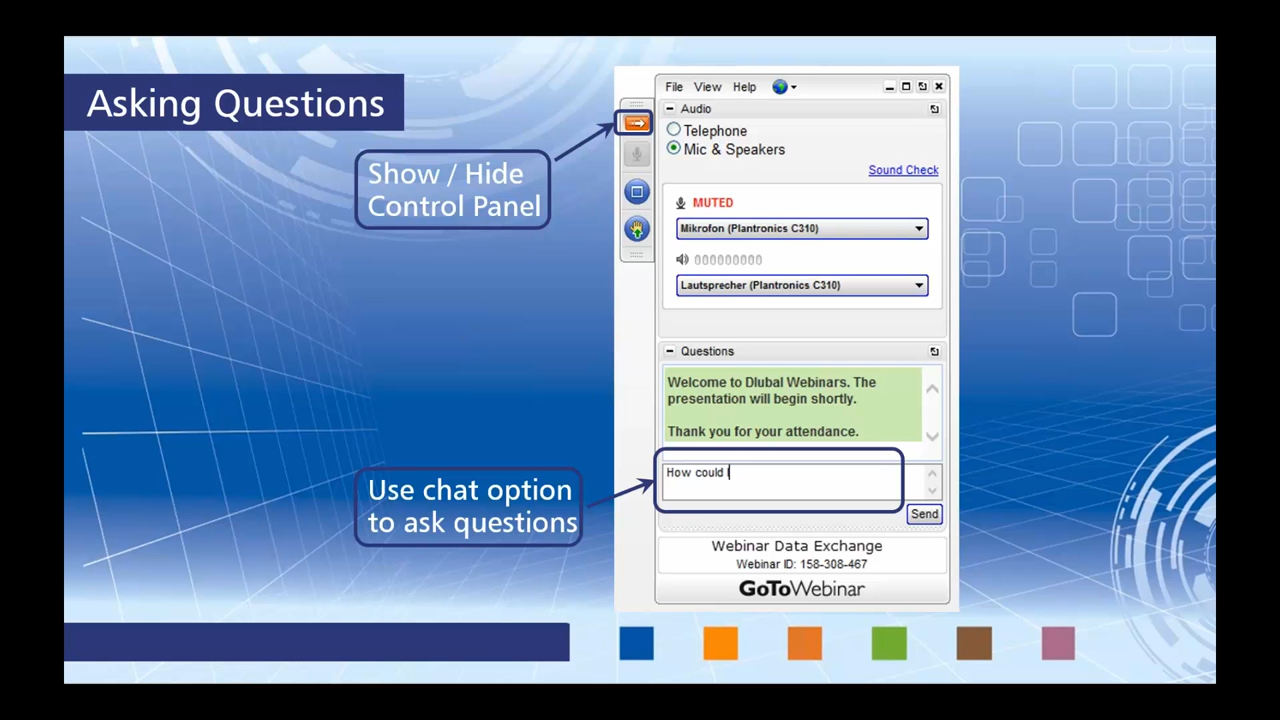 Asking Questions
Show / Hide
Control Panel
Use chat option
to ask questions
File View Help
Audio
Telephone
Mic & Speakers
Sound Check
MUTED
Mikrofon (Plantronics C310)
Lautsprecher (Plantronics C310)
Questions
Welcome to Dlubal Webinars. The
presentation will begin shortly.
Thank you for your attendance.
How could I
Send
Webinar Data Exchange
Webinar ID: 158-308-467
GoToWebinar